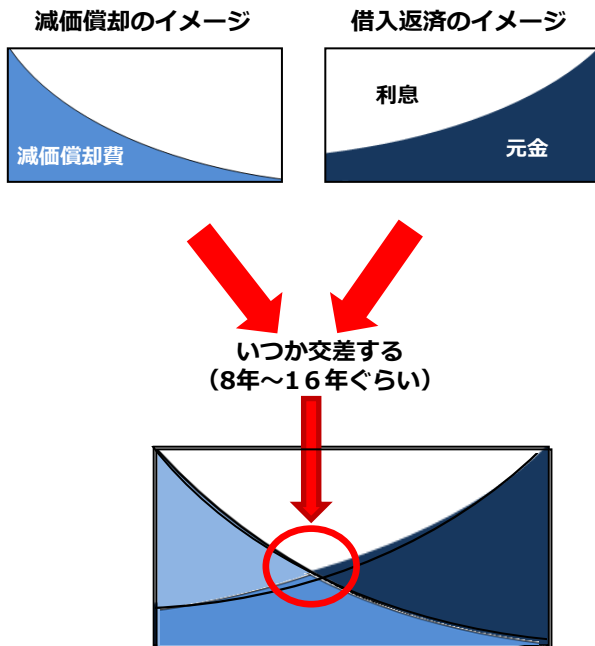 減価償却のイメージ
借入返済のイメージ
減価償却費
利息
元金
いつか交差する
（8年～1６年ぐらい）